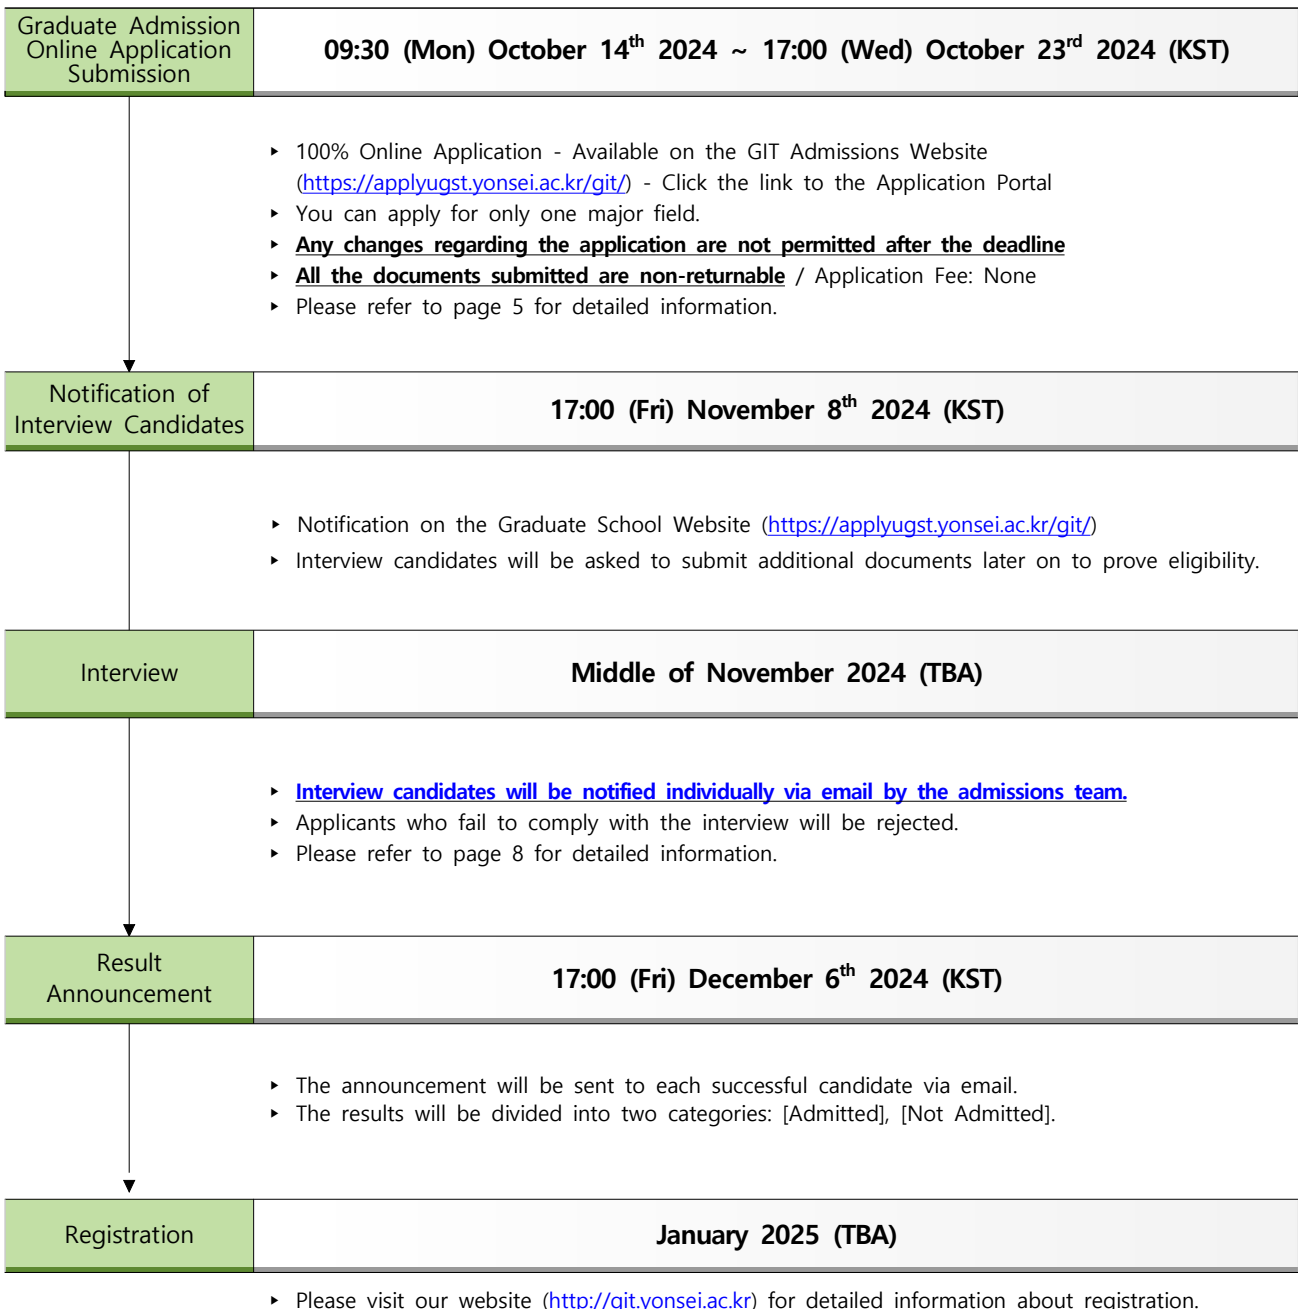 Graduate Admission
Online Application
Submission
09:30 (Mon) October 14th 2024 ~ 17:00 (Wed) October 23rd 2024 (KST)
▸ 100% Online Application - Available on the GIT Admissions Website
(https://applyugst.yonsei.ac.kr/git/) - Click the link to the Application Portal
▸ You can apply for only one major field.
▸ Any changes regarding the application are not permitted after the deadline
▸ All the documents submitted are non-returnable / Application Fee: None
▸ Please refer to page 5 for detailed information.
Notification of
Interview Candidates
17:00 (Fri) November 8th 2024 (KST)
▸ Notification on the Graduate School Website (https://applyugst.yonsei.ac.kr/git/)
▸ Interview candidates will be asked to submit additional documents later on to prove eligibility.
Interview
Middle of November 2024 (TBA)
▸ Interview candidates will be notified individually via email by the admissions team.
▸ Applicants who fail to comply with the interview will be rejected.
▸ Please refer to page 8 for detailed information.
Result
Announcement
17:00 (Fri) December 6th 2024 (KST)
▸ The announcement will be sent to each successful candidate via email.
▸ The results will be divided into two categories: [Admitted], [Not Admitted].
Registration
January 2025 (TBA)
▸ Please visit our website (http://git.yonsei.ac.kr) for detailed information about registration.